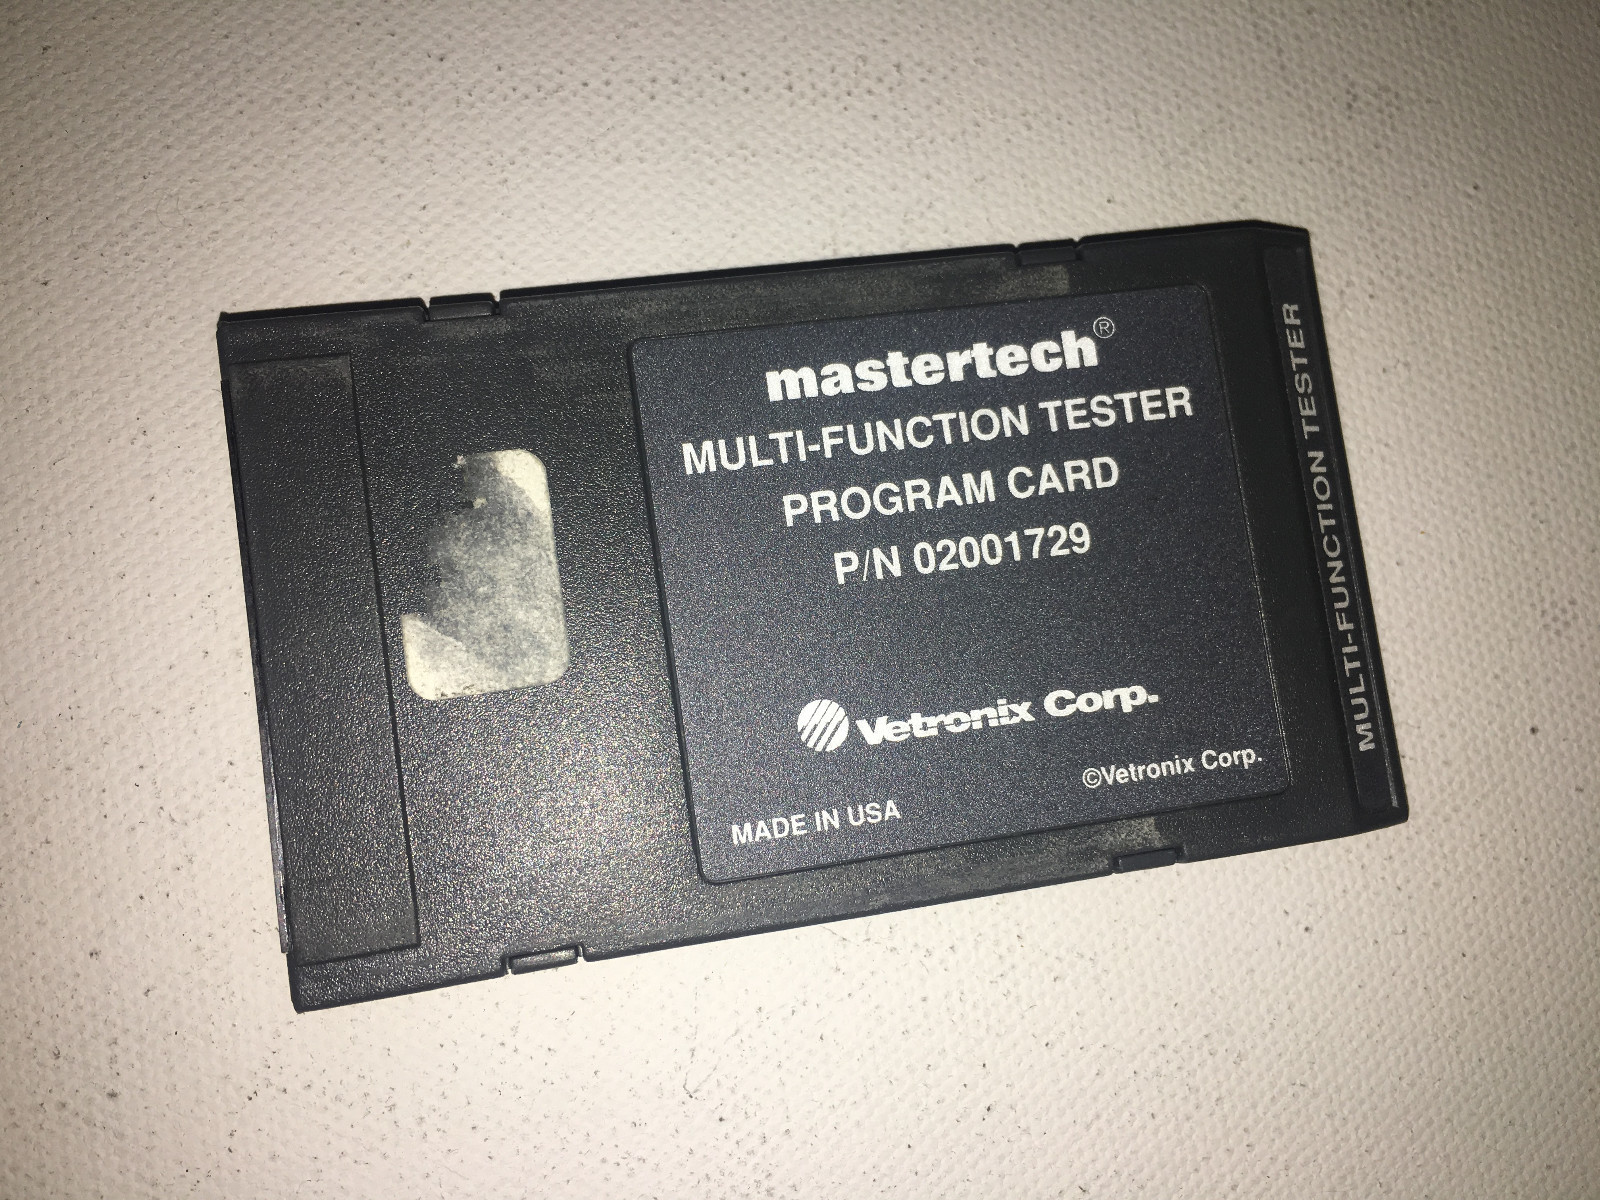 mastertech®
MULTI-FUNCTION TESTER
PROGRAM CARD
P/N 02001729
Vetronix Corp.
©Vetronix Corp.
MADE IN USA
MULTI-FUNCTION TESTER